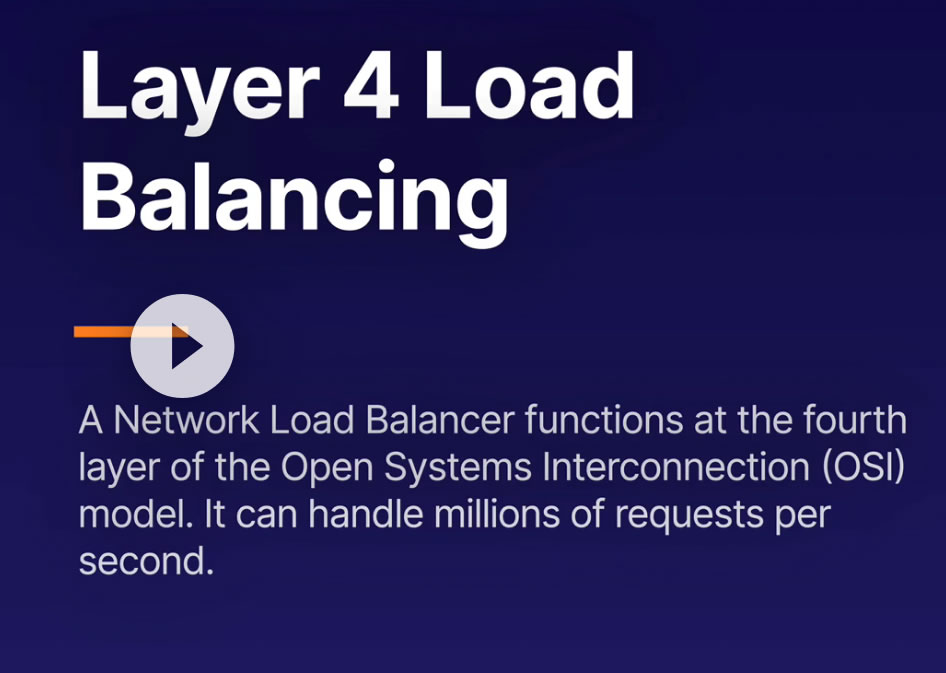 Layer 4 Load
Balancing
A Network Load Balancer functions at the fourth
layer of the Open Systems Interconnection (OSI)
model. It can handle millions of requests per
second.